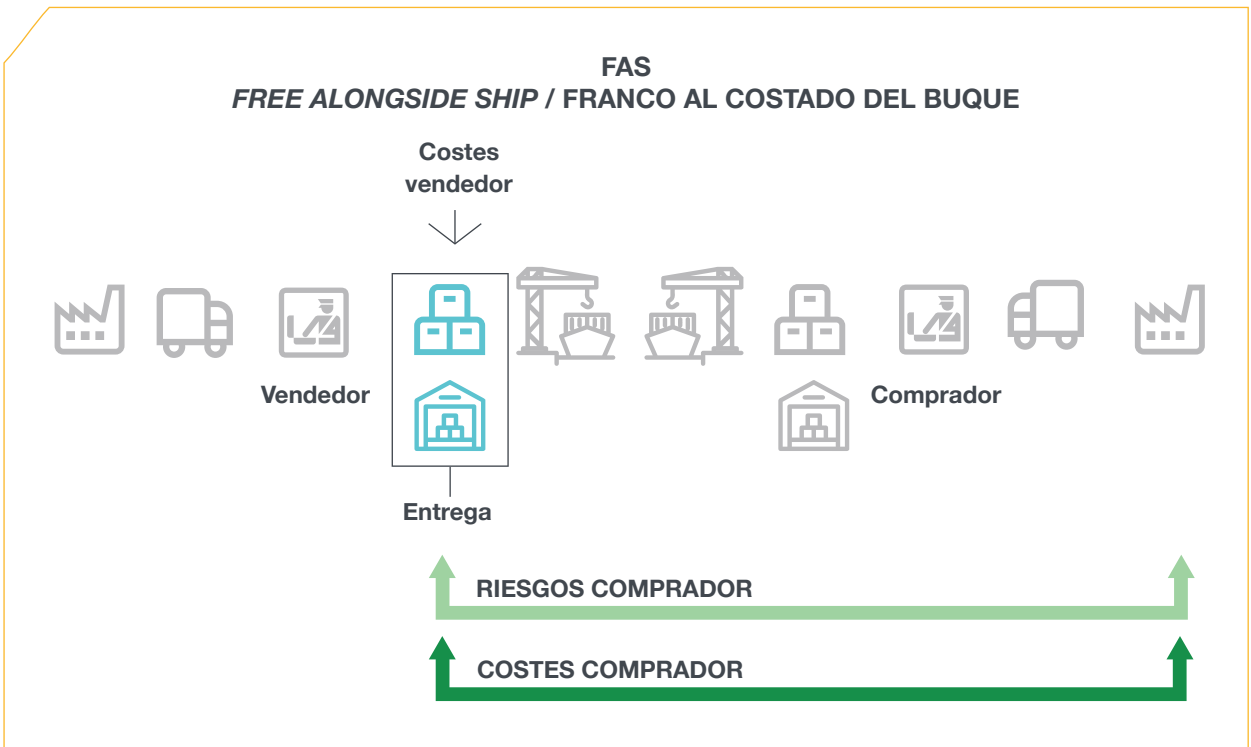 FAS
FREE ALONGSIDE SHIP / FRANCO AL COSTADO DEL BUQUE
Costes
vendedor
Vendedor
Comprador
Entrega
RIESGOS COMPRADOR
COSTES COMPRADOR